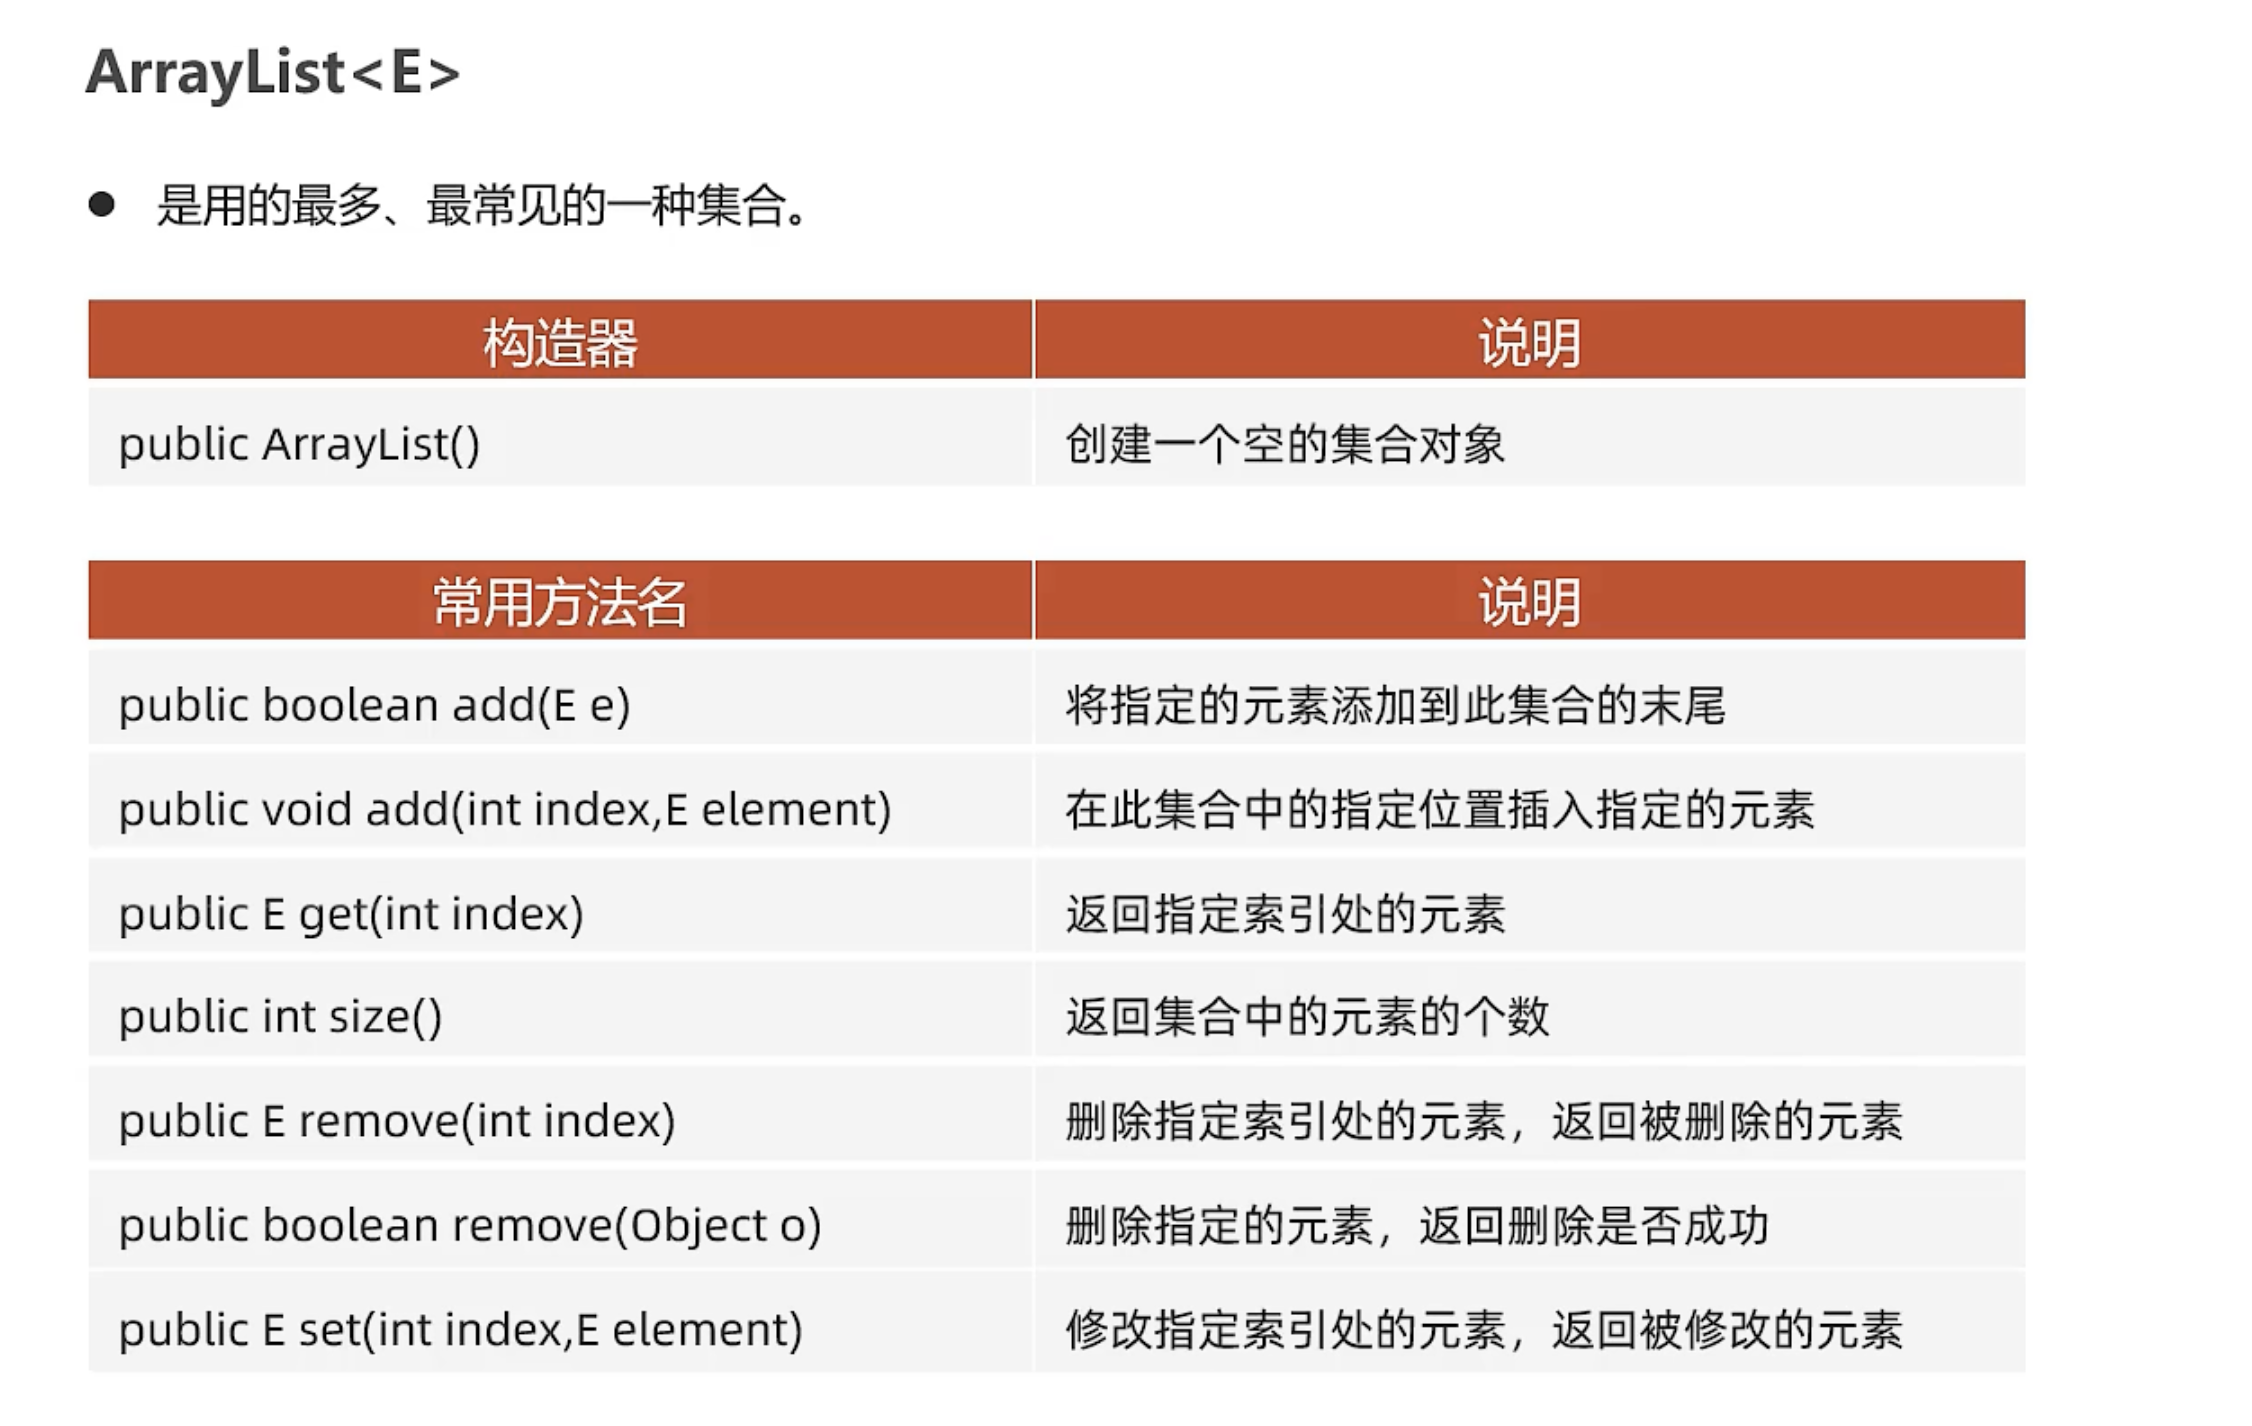 ArrayList<E>
● 是用的最多、最常见的一种集合。
构造器 说明
public ArrayList() 创建一个空的集合对象
常用方法名 说明
public boolean add(E e) 将指定的元素添加到此集合的末尾
public void add(int index,E element) 在此集合中的指定位置插入指定的元素
public E get(int index) 返回指定索引处的元素
public int size() 返回集合中的元素的个数
public E remove(int index) 删除指定索引处的元素，返回被删除的元素
public boolean remove(Object o) 删除指定的元素，返回删除是否成功
public E set(int index,E element) 修改指定索引处的元素，返回被修改的元素